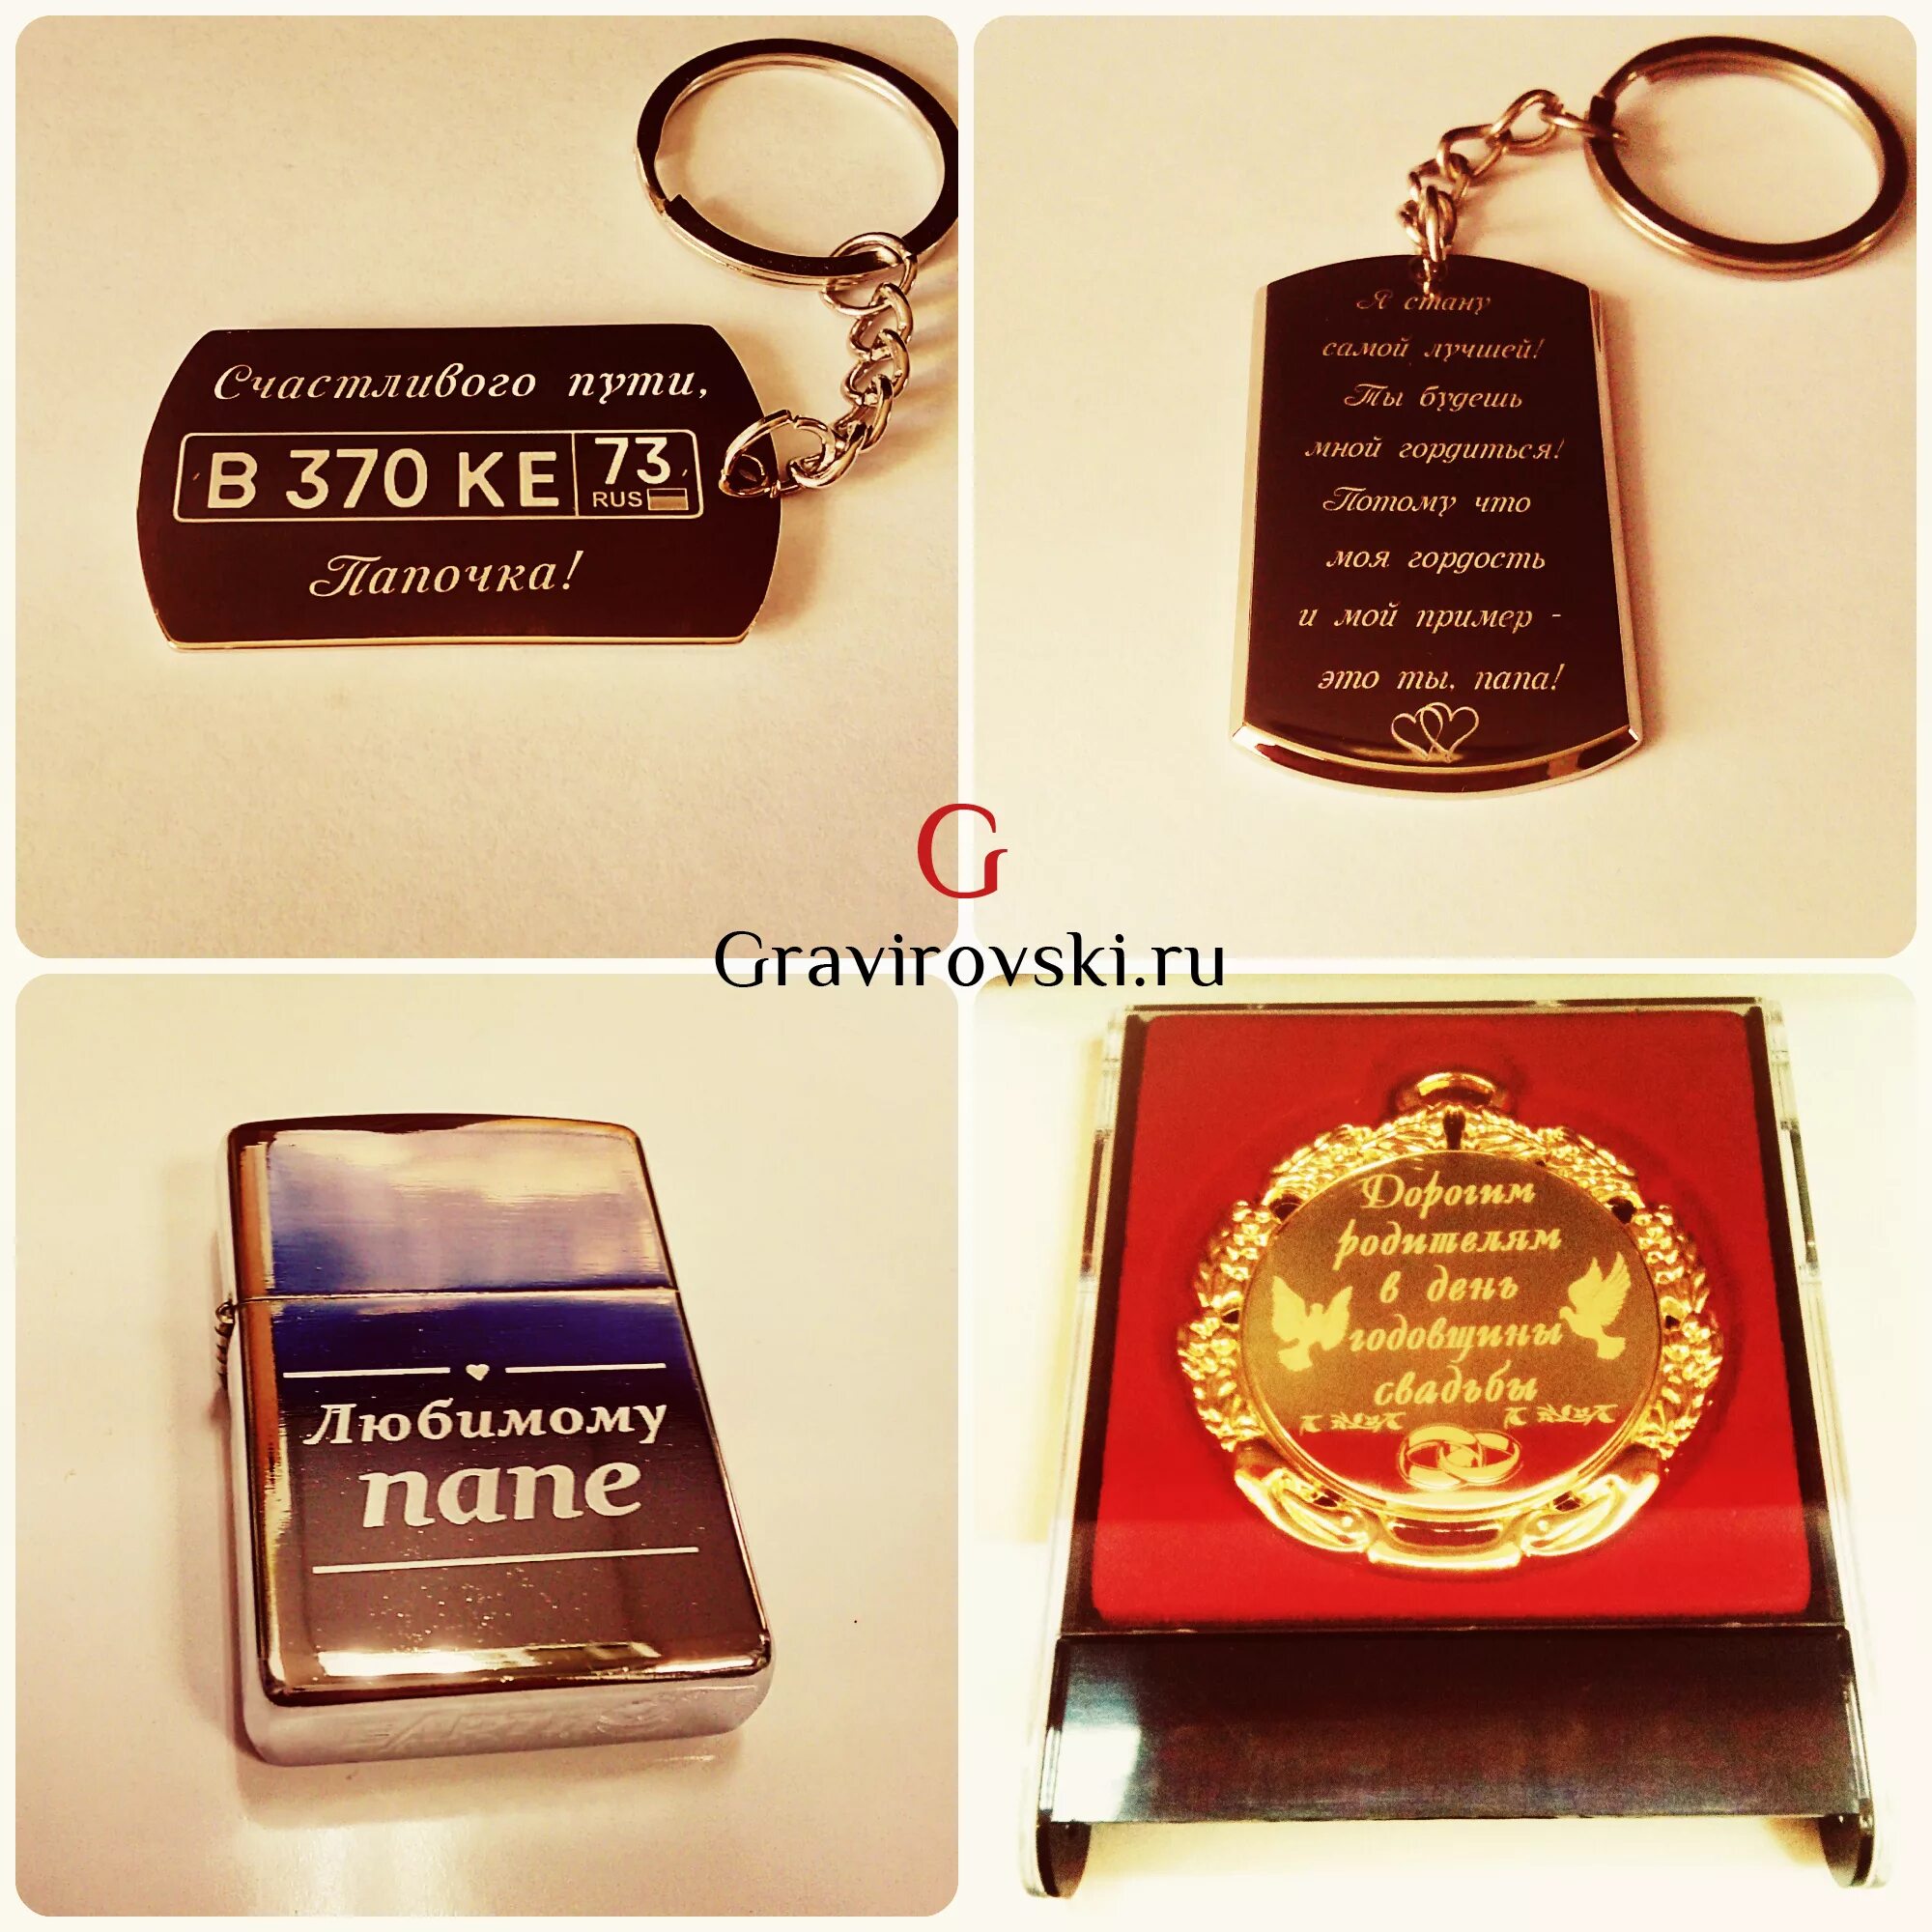 Счастливого пути,
В 370 КЕ 73
RUS
Папочка!
Я стану
самой лучшей!
Ты будешь
мной гордиться!
Потому что
моя гордость
и мой пример -
это ты, папа!
G
Gravirovski.ru
Любимому
папе
Дорогим
родителям
в день
годовщины
свадьбы